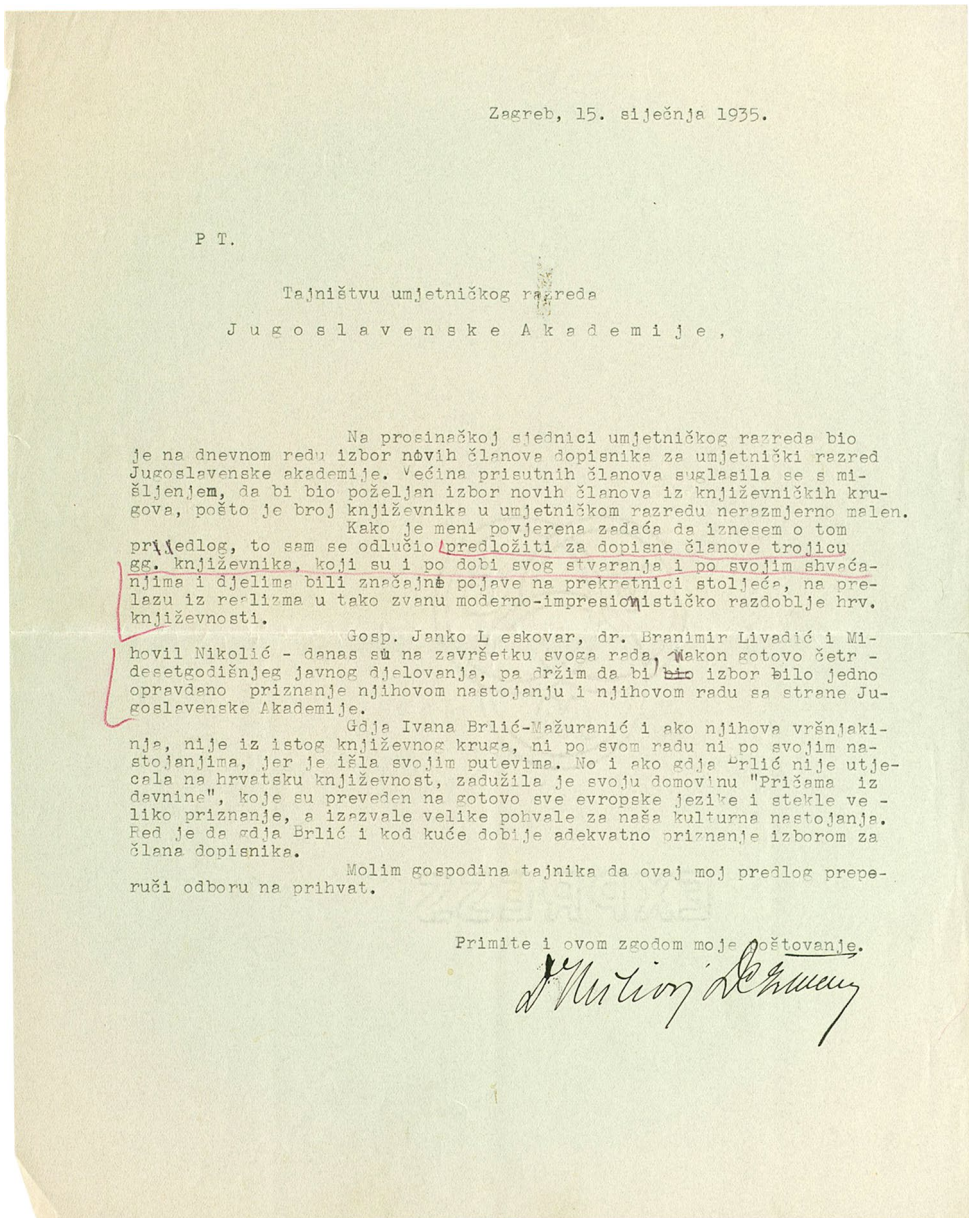 Zagreb, 15. siječnja 1935.
P T.
Tajništvu umjetničkog razreda
J u g o s l a v e n s k e A k a d e m i j e ,
Na prosinačkoj sjednici umjetničkog razreda bio
je na dnevnom redu izbor novih članova dopisnika za umjetnički razred
Jugoslavenske akademije. Većina prisutnih članova suglasila se s mi-
šljenjem, da bi bio poželjan izbor novih članova iz književničkih kru-
gova, pošto je broj književnika u umjetničkom razredu nerazmjerno malen.
Kako je meni povjerena zadaća da iznesem o tom
prijedlog, to sam se odlučio predložiti za dopisne članove trojicu
gg. književnika, koji su i po dobi svog stvaranja i po svojim shvaća-
njima i djelima bili značajne pojave na prekretnici stoljeća, na pre-
lazu iz realizma u tako zvanu moderno-impresionističko razdoblje hrv.
književnosti.
Gosp. Janko L eskovar, dr. Branimir Livadić i Mi-
hovil Nikolić - danas su na završetku svoga rada, Nakon gotovo četr -
desetgodišnjeg javnog djelovanja, pa držim da bi bio izbor bilo jedno
opravdano priznanje njihovom nastojanju i njihovom radu sa strane Ju-
goslavenske Akademije.
Gdja Ivana Brlić-Mažuranić i ako njihova vršnjaki-
nja, nije iz istog književnog kruga, ni po svom radu ni po svojim na-
stojanjima, jer je išla svojim putevima. No i ako gdja Brlić nije utje-
cala na hrvatsku književnost, zadužila je svoju domovinu "Pričama iz
davnine", koje su preveden na gotovo sve evropske jezike i stekle ve -
liko priznanje, a izazvale velike pohvale za naša kulturna nastojanja.
Red je da gdja Brlić i kod kuće dobije adekvatno priznanje izborom za
člana dopisnika.
Molim gospodina tajnika da ovaj moj predlog prepe-
ruči odboru na prihvat.
Primite i ovom zgodom moje poštovanje.